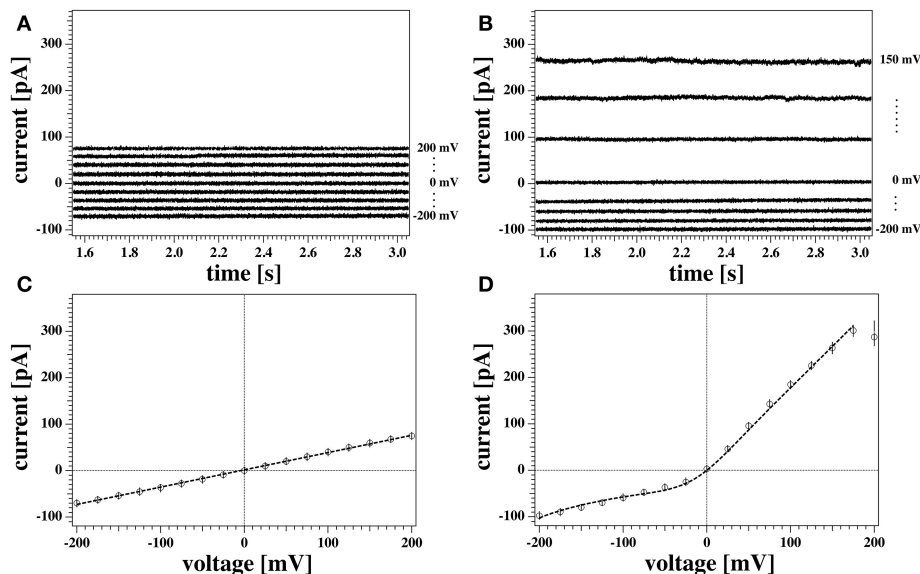 A
300
200
100
0
-100
current [pA]
1.6 1.8 2.0 2.2 2.4 2.6 2.8 3.0
time [s]
200 mV
0 mV
-200 mV
B
300
200
100
0
-100
current [pA]
1.6 1.8 2.0 2.2 2.4 2.6 2.8 3.0
time [s]
150 mV
0 mV
-200 mV
C
300
200
100
0
-100
current [pA]
-200 -100 0 100 200
voltage [mV]
D
300
200
100
0
-100
current [pA]
-200 -100 0 100 200
voltage [mV]